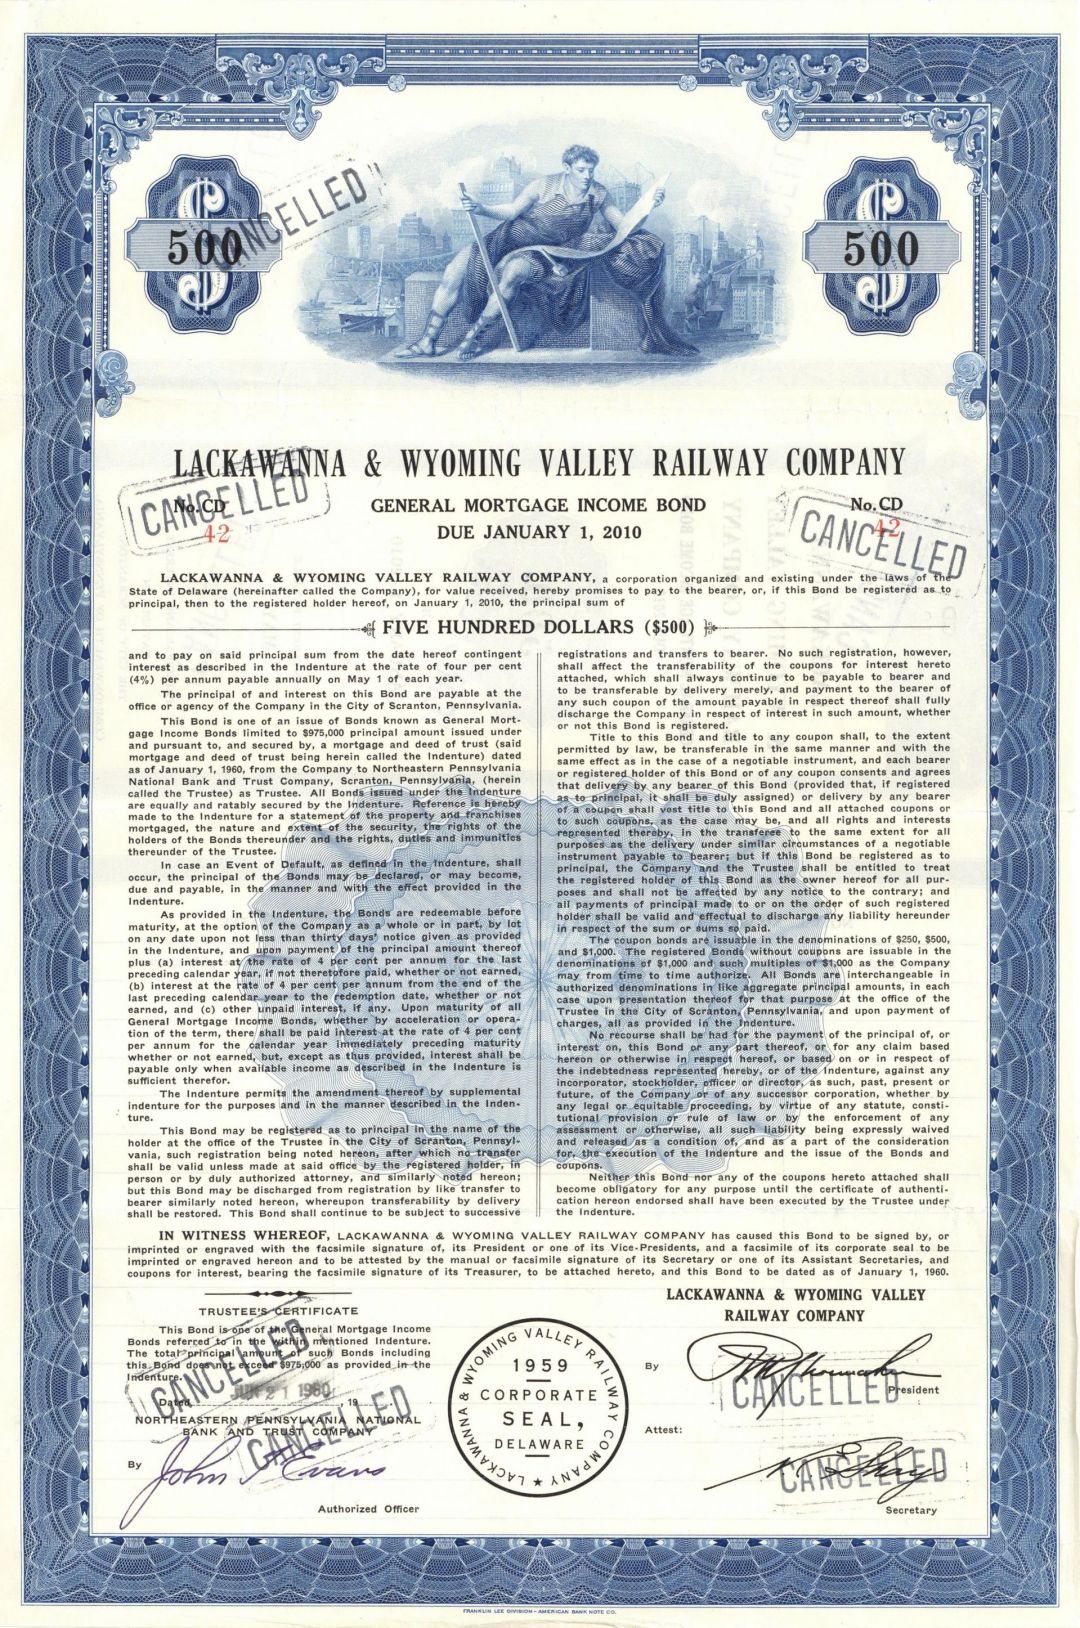 500
CANCELLED
500
LACKAWANNA & WYOMING VALLEY RAILWAY COMPANY
No. CD
42
CANCELLED
GENERAL MORTGAGE INCOME BOND
DUE JANUARY 1, 2010
No. CD
42
CANCELLED
LACKAWANNA & WYOMING VALLEY RAILWAY COMPANY, a corporation organized and existing under the laws of the
State of Delaware (hereinafter called the Company), for value received, hereby promises to pay to the bearer, or, if this Bond be registered as to
principal, then to the registered holder hereof, on January 1, 2010, the principal sum of
FIVE HUNDRED DOLLARS ($500)
and to pay on said principal sum from the date hereof contingent
interest as described in the Indenture at the rate of four per cent
(4%) per annum payable annually on May 1 of each year.
The principal of and interest on this Bond are payable at the
office or agency of the Company in the City of Scranton, Pennsylvania.
This Bond is one of an issue of Bonds known as General Mort-
gage Income Bonds limited to $975,000 principal amount issued under
and pursuant to, and secured by, a mortgage and deed of trust (said
mortgage and deed of trust being herein called the Indenture) dated
as of January 1, 1960, from the Company to Northeastern Pennsylvania
National Bank and Trust Company, Scranton, Pennsylvania, (herein
called the Trustee) as Trustee. All Bonds issued under the Indenture
are equally and ratably secured by the Indenture. Reference is hereby
made to the Indenture for a statement of the property and franchises
mortgaged, the nature and extent of the security, the rights of the
holders of the Bonds thereunder and the rights, duties and immunities
thereunder of the Trustee.
In case an Event of Default, as defined in the Indenture, shall
occur, the principal of the Bonds may be declared, or may become,
due and payable, in the manner and with the effect provided in the
Indenture.
As provided in the Indenture, the Bonds are redeemable before
maturity, at the option of the Company as a whole or in part, by lot
on any date upon not less than thirty days' notice given as provided
in the Indenture, and upon payment of the principal amount thereof
plus (a) interest at the rate of 4 per cent per annum for the last
preceding calendar year, if not theretofore paid, whether or not earned,
(b) interest at the rate of 4 per cent per annum from the end of the
last preceding calendar year to the redemption date, whether or not
earned, and (c) other unpaid interest, if any. Upon maturity of all
General Mortgage Income Bonds, whether by acceleration or opera-
tion of the term, there shall be paid interest at the rate of 4 per cent
per annum for the calendar year immediately preceding maturity
whether or not earned, but, except as thus provided, interest shall be
payable only when available income as described in the Indenture is
sufficient therefor.
The Indenture permits the amendment thereof by supplemental
indenture for the purposes and in the manner described in the Inden-
ture.
This Bond may be registered as to principal in the name of the
holder at the office of the Trustee in the City of Scranton, Pennsyl-
vania, such registration being noted hereon, after which no transfer
shall be valid unless made at said office by the registered holder, in
person or by duly authorized attorney, and similarly noted hereon;
but this Bond may be discharged from registration by like transfer to
bearer similarly noted hereon, whereupon transferability by delivery
shall be restored. This Bond shall continue to be subject to successive
registrations and transfers to bearer. No such registration, however,
shall affect the transferability of the coupons for interest hereto
attached, which shall always continue to be payable to bearer and
to be transferable by delivery merely, and payment to the bearer of
any such coupon of the amount payable in respect thereof shall fully
discharge the Company in respect of interest in such amount, whether
or not this Bond is registered.
Title to this Bond and title to any coupon shall, to the extent
permitted by law, be transferable in the same manner and with the
same effect as in the case of a negotiable instrument, and each bearer
or registered holder of this Bond or of any coupon consents and agrees
that delivery by any bearer of this Bond (provided that, if registered
as to principal, it shall be duly assigned) or delivery by any bearer
of a coupon shall vest title to this Bond and all attached coupons or
to such coupons, as the case may be, and all rights and interests
represented thereby, in the transferee to the same extent for all
purposes as the delivery under similar circumstances of a negotiable
instrument payable to bearer; but if this Bond be registered as to
principal, the Company and the Trustee shall be entitled to treat
the registered holder of this Bond as the owner hereof for all pur-
poses and shall not be affected by any notice to the contrary; and
all payments of principal made to or on the order of such registered
holder shall be valid and effectual to discharge any liability hereunder
in respect of the sum or sums so paid.
The coupon bonds are issuable in the denominations of $250, $500,
and $1,000. The registered Bonds without coupons are issuable in the
denominations of $1,000 and such multiples of $1,000 as the Company
may from time to time authorize. All Bonds are interchangeable in
authorized denominations in like aggregate principal amounts, in each
case upon presentation thereof for that purpose at the office of the
Trustee in the City of Scranton, Pennsylvania, and upon payment of
charges, all as provided in the Indenture.
No recourse shall be had for the payment of the principal of, or
interest on, this Bond or any part thereof, or for any claim based
hereon or otherwise in respect hereof, or based on or in respect of
the indebtedness represented hereby, or of the Indenture, against any
incorporator, stockholder, officer or director, as such, past, present or
future, of the Company or of any successor corporation, whether by
any legal or equitable proceeding, by virtue of any statute, consti-
tutional provision or rule of law or by the enforcement of any
assessment or otherwise, all such liability being expressly waived
and released as a condition of, and as a part of the consideration
for, the execution of the Indenture and the issue of the Bonds and
coupons.
Neither this Bond nor any of the coupons hereto attached shall
become obligatory for any purpose until the certificate of authenti-
cation hereon endorsed shall have been executed by the Trustee under
the Indenture.
IN WITNESS WHEREOF, LACKAWANNA & WYOMING VALLEY RAILWAY COMPANY has caused this Bond to be signed by, or
imprinted or engraved with the facsimile signature of, its President or one of its Vice-Presidents, and a facsimile of its corporate seal to be
imprinted or engraved hereon and to be attested by the manual or facsimile signature of its Secretary or one of its Assistant Secretaries, and
coupons for interest, bearing the facsimile signature of its Treasurer, to be attached hereto, and this Bond to be dated as of January 1, 1960.
TRUSTEE'S CERTIFICATE
This Bond is one of the General Mortgage Income
Bonds referred to in the within mentioned Indenture.
The total principal amount of such Bonds including
this Bond does not exceed $975,000 as provided in the
Indenture.
CANCELLED
Dated, JUN 21 1960 19
NORTHEASTERN PENNSYLVANIA NATIONAL
BANK AND TRUST COMPANY
CANCELLED
By John F Evans
Authorized Officer
LACKAWANNA & WYOMING VALLEY RAILWAY COMPANY
1959
CORPORATE
SEAL,
DELAWARE
LACKAWANNA & WYOMING VALLEY
RAILWAY COMPANY
By
CANCELLED
President
Attest:
CANCELLED
Secretary
FRANKLIN LEE DIVISION - AMERICAN BANK NOTE CO.